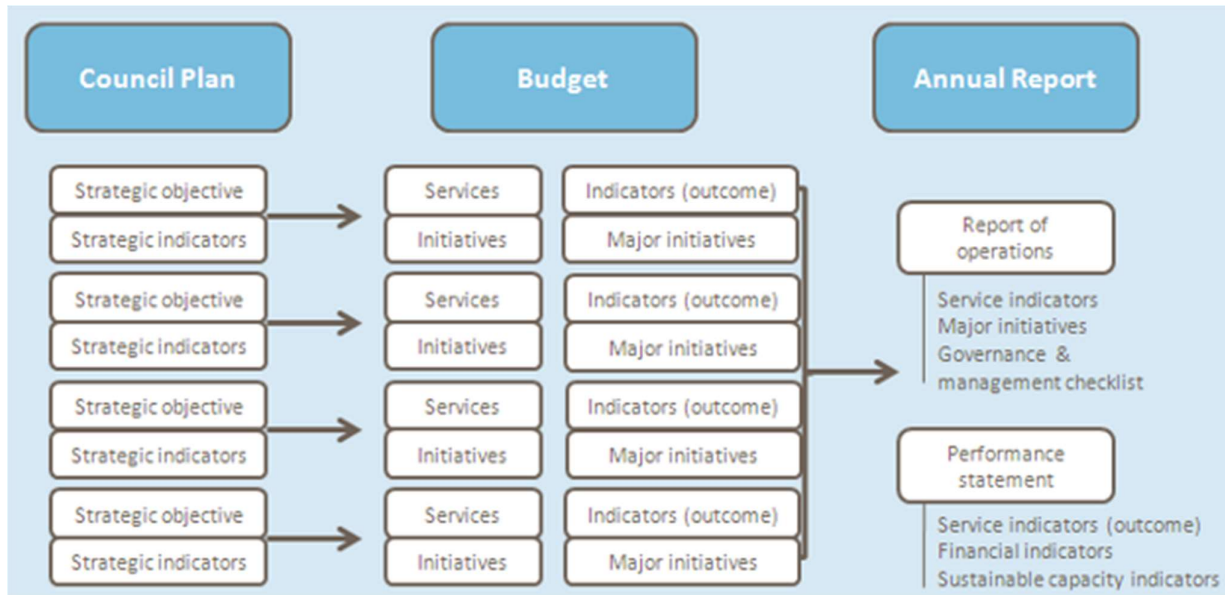 Council Plan
Budget
Annual Report
Strategic objective
Strategic indicators
Services
Initiatives
Indicators (outcome)
Major initiatives
Strategic objective
Strategic indicators
Services
Initiatives
Indicators (outcome)
Major initiatives
Strategic objective
Strategic indicators
Services
Initiatives
Indicators (outcome)
Major initiatives
Strategic objective
Strategic indicators
Services
Initiatives
Indicators (outcome)
Major initiatives
Report of
operations
Service indicators
Major initiatives
Governance &
management checklist
Performance
statement
Service indicators (outcome)
Financial indicators
Sustainable capacity indicators